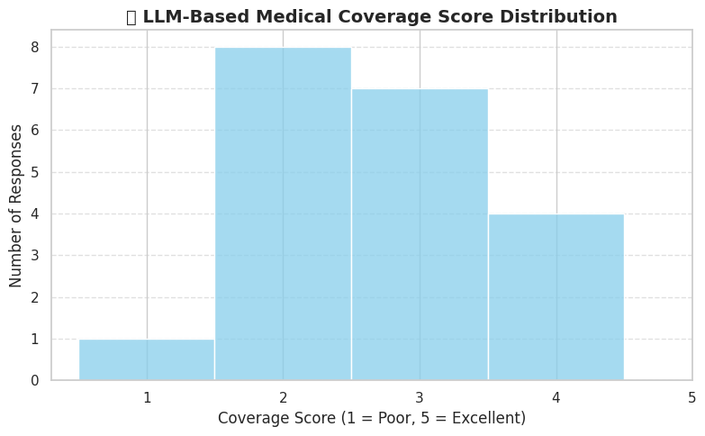 LLM-Based Medical Coverage Score Distribution
8
7
6
5
4
3
2
1
0
Number of Responses
1 2 3 4 5
Coverage Score (1 = Poor, 5 = Excellent)